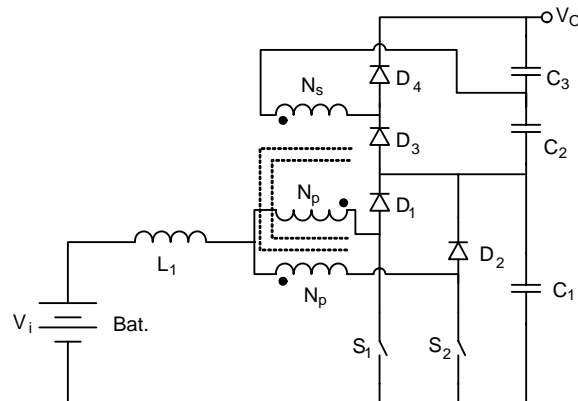 V_O
N_s
D_4
C_3
D_3
C_2
N_p
D_1
D_2
L_1
N_p
C_1
V_i
Bat.
S_1
S_2